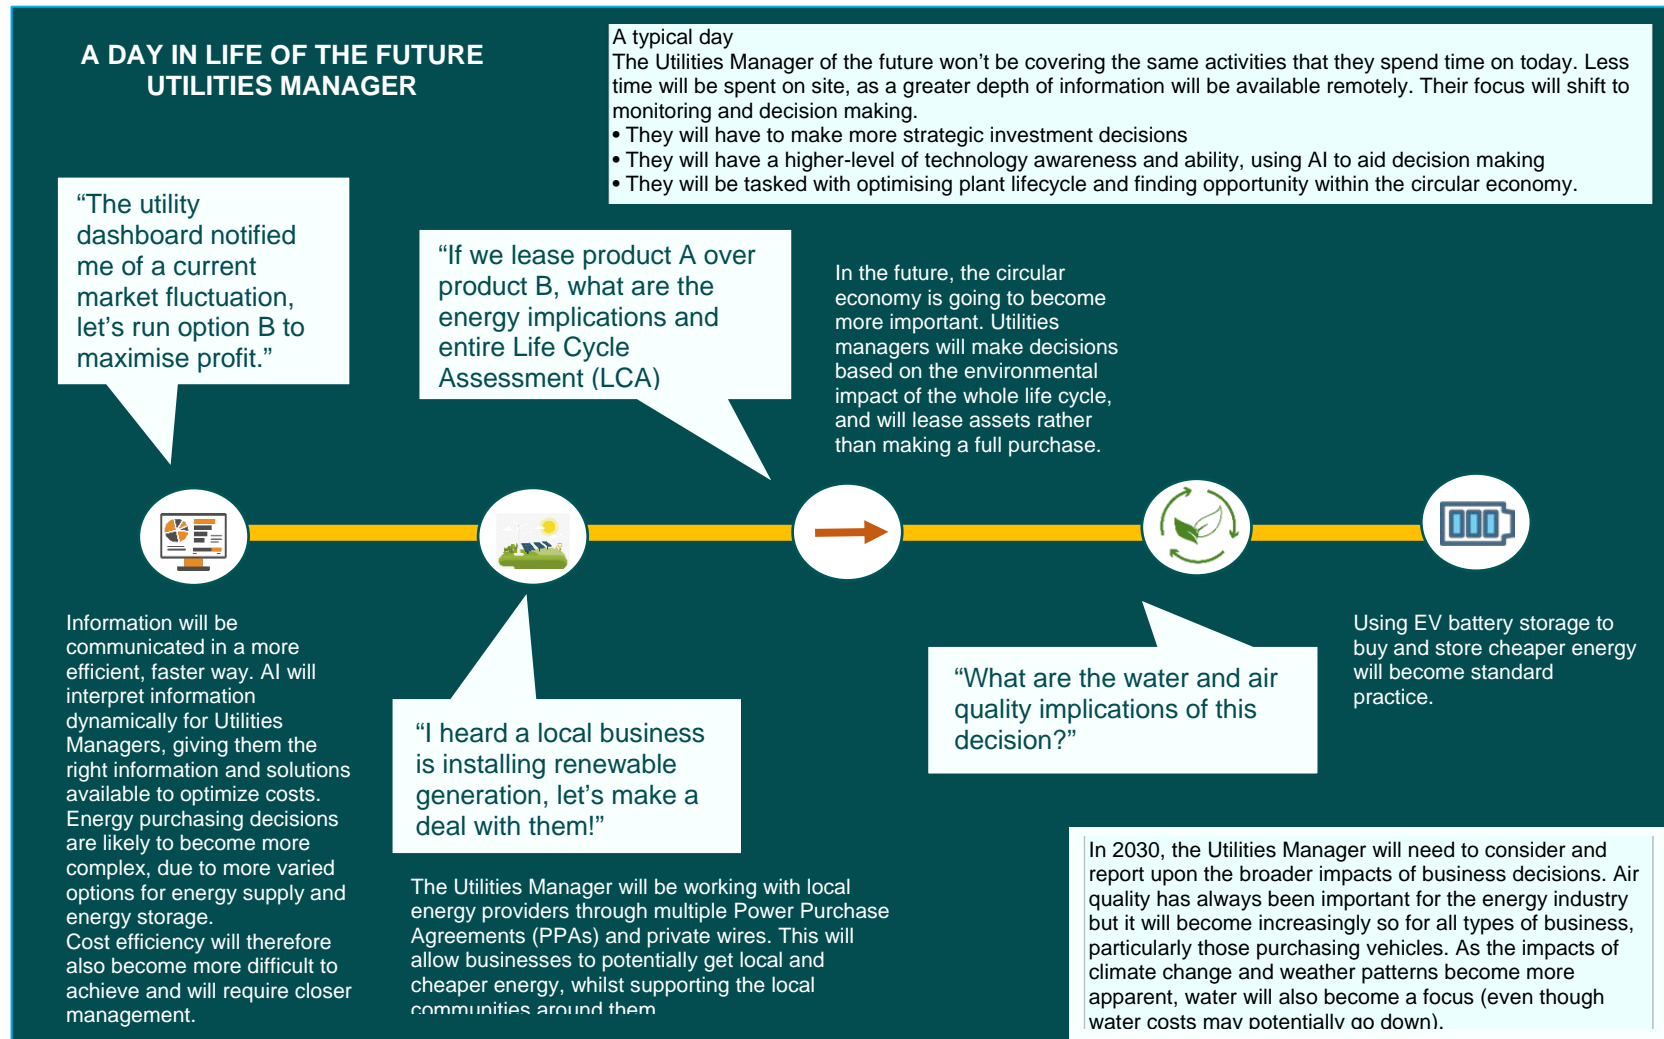 A DAY IN LIFE OF THE FUTURE
UTILITIES MANAGER
A typical day
The Utilities Manager of the future won't be covering the same activities that they spend time on today. Less
time will be spent on site, as a greater depth of information will be available remotely. Their focus will shift to
monitoring and decision making.
• They will have to make more strategic investment decisions
• They will have a higher-level of technology awareness and ability, using AI to aid decision making
• They will be tasked with optimising plant lifecycle and finding opportunity within the circular economy.
“The utility
dashboard notified
me of a current
market fluctuation,
let's run option B to
maximise profit.”
“If we lease product A over
product B, what are the
energy implications and
entire Life Cycle
Assessment (LCA)
In the future, the circular
economy is going to become
more important. Utilities
managers will make decisions
based on the environmental
impact of the whole life cycle,
and will lease assets rather
than making a full purchase.
Information will be
communicated in a more
efficient, faster way. AI will
interpret information
dynamically for Utilities
Managers, giving them the
right information and solutions
available to optimize costs.
Energy purchasing decisions
are likely to become more
complex, due to more varied
options for energy supply and
energy storage.
Cost efficiency will therefore
also become more difficult to
achieve and will require closer
management.
“I heard a local business
is installing renewable
generation, let's make a
deal with them!”
The Utilities Manager will be working with local
energy providers through multiple Power Purchase
Agreements (PPAs) and private wires. This will
allow businesses to potentially get local and
cheaper energy, whilst supporting the local
communities around them
“What are the water and air
quality implications of this
decision?”
Using EV battery storage to
buy and store cheaper energy
will become standard
practice.
In 2030, the Utilities Manager will need to consider and
report upon the broader impacts of business decisions. Air
quality has always been important for the energy industry
but it will become increasingly so for all types of business,
particularly those purchasing vehicles. As the impacts of
climate change and weather patterns become more
apparent, water will also become a focus (even though
water costs may potentially go down).